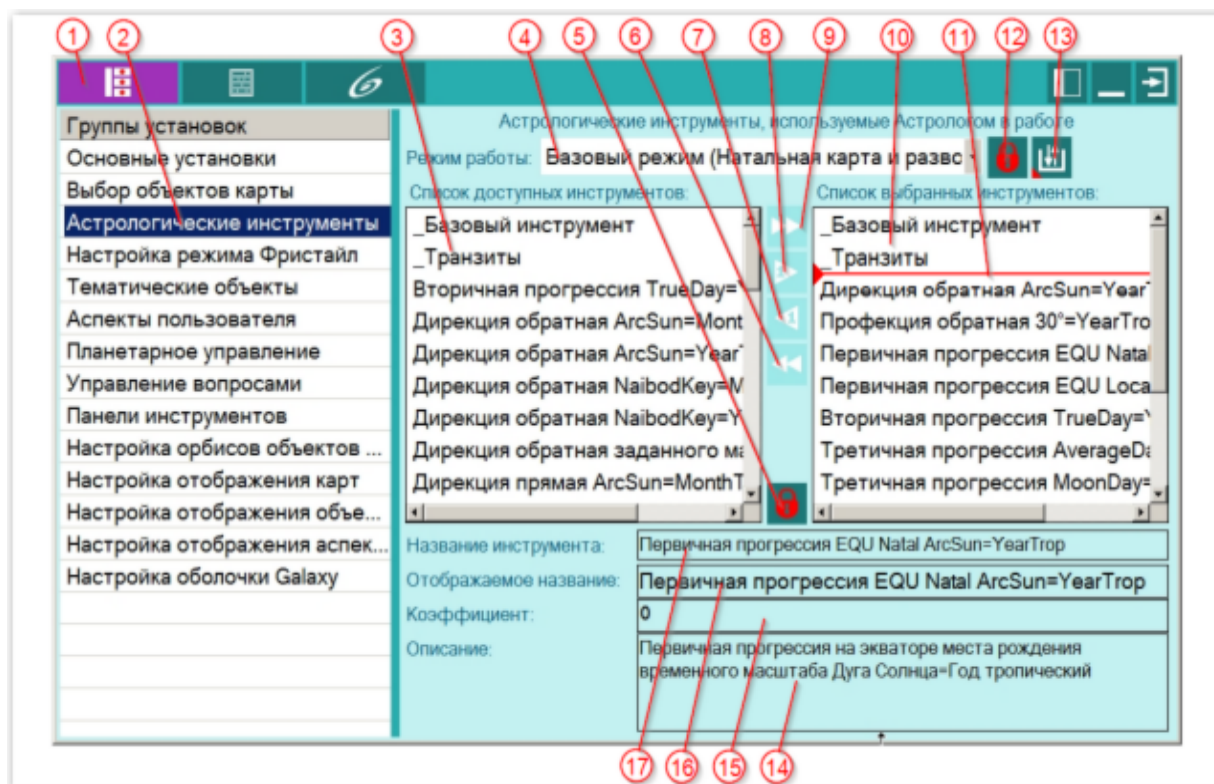 1 2 3 4 5 6 7 8 9 10 11 12 13
Группы установок
Основные установки
Выбор объектов карты
Астрологические инструменты
Настройка режима Фристайл
Тематические объекты
Аспекты пользователя
Планетарное управление
Управление вопросами
Панели инструментов
Настройка орбисов объектов ...
Настройка отображения карт
Настройка отображения объе...
Настройка отображения аспек...
Настройка оболочки Galaxy
Астрологические инструменты, используемые Астрологом в работе
Режим работы: Базовый режим (Натальная карта и разво
Список доступных инструментов:
_Базовый инструмент
_Транзиты
Вторичная прогрессия TrueDay=
Дирекция обратная ArcSun=Mont
Дирекция обратная ArcSun=Year
Дирекция обратная NaibodKey=M
Дирекция обратная NaibodKey=Y
Дирекция обратная заданного ма
Дирекция прямая ArcSun=MonthT
1
Список выбранных инструментов:
_Базовый инструмент
_Транзиты
Дирекция обратная ArcSun=Year
Профекция обратная 30°=YearTro
Первичная прогрессия EQU Natal
Первичная прогрессия EQU Loca
Вторичная прогрессия TrueDay=
Третичная прогрессия AverageDa
Третичная прогрессия MoonDay=
Название инструмента: Первичная прогрессия EQU Natal ArcSun=YearTrop
Отображаемое название: Первичная прогрессия EQU Natal ArcSun=YearTrop
Коэффициент: 0
Описание: Первичная прогрессия на экваторе места рождения
временного масштаба Дуга Солнца=Год тропический
17 16 15 14